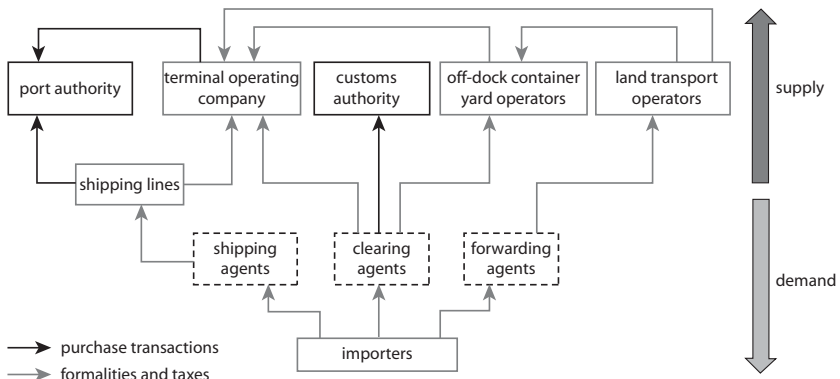 port authority
terminal operating
company
customs
authority
off-dock container
yard operators
land transport
operators
supply
shipping lines
shipping
agents
clearing
agents
forwarding
agents
demand
importers
purchase transactions
formalities and taxes